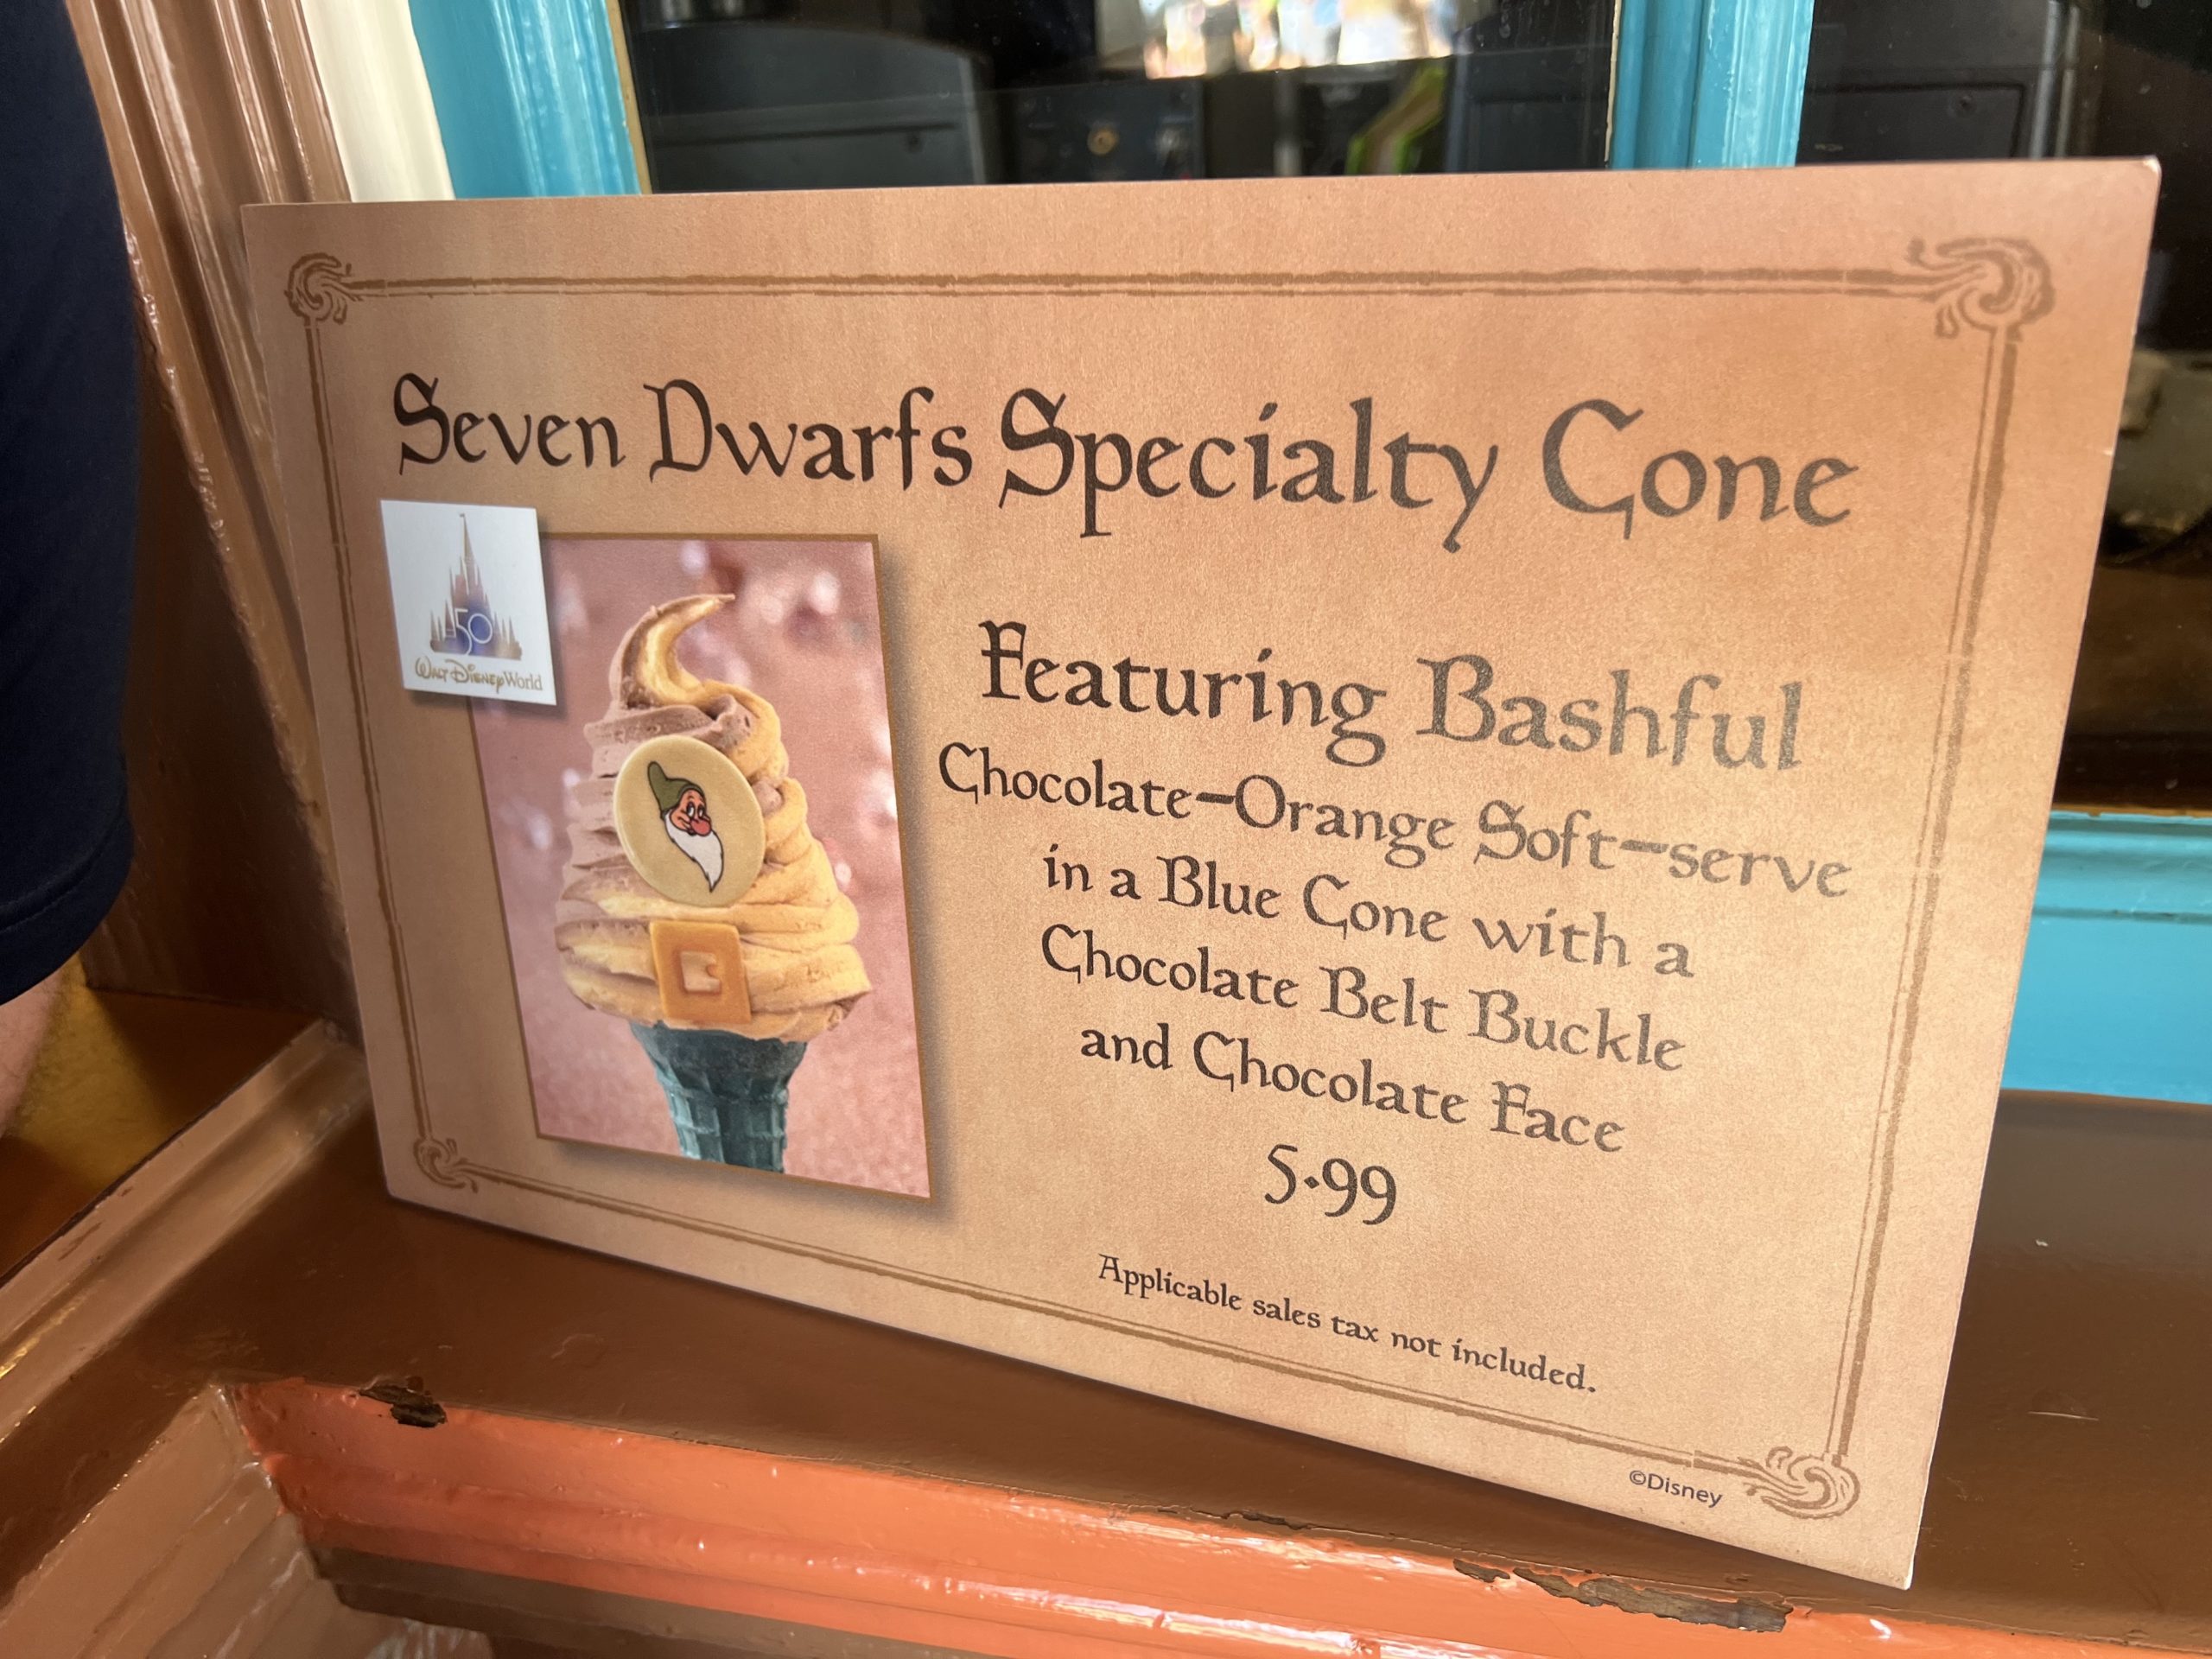 Seven Dwarfs Specialty Cone
50
Walt Disney World
Featuring Bashful
Chocolate-Orange Soft-serve
in a Blue Cone with a
Chocolate Belt Buckle
and Chocolate Face
5.99
Applicable sales tax not included.
©Disney